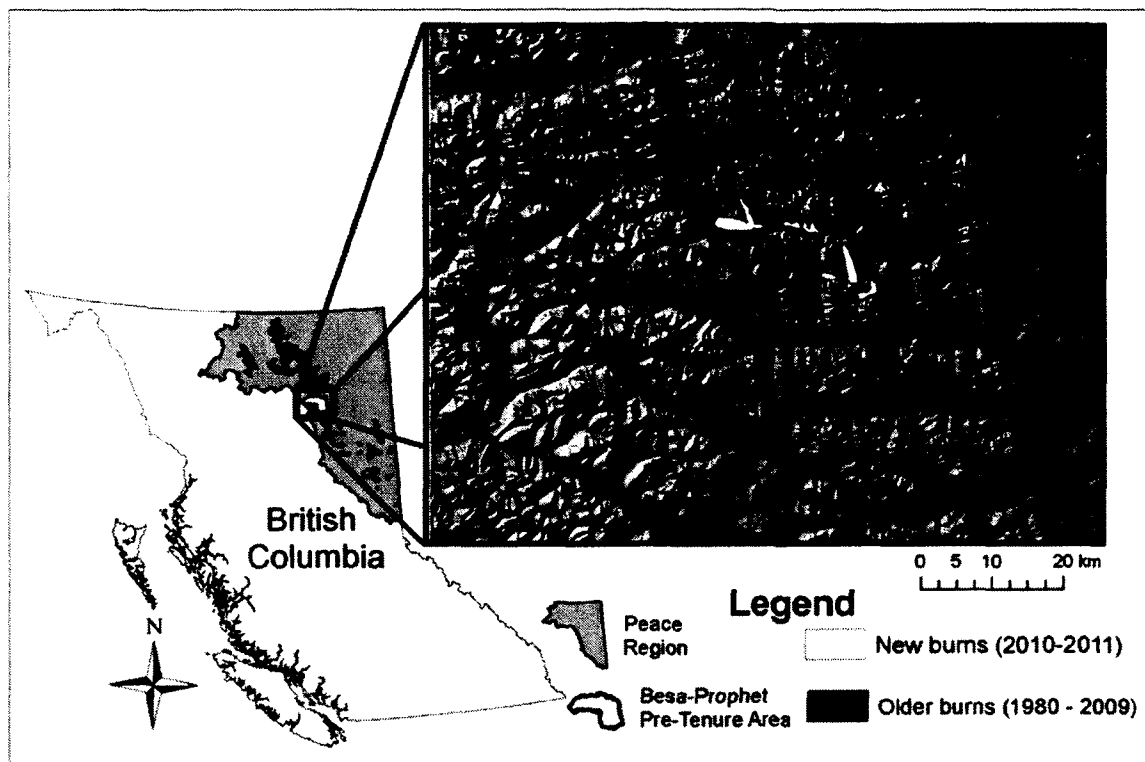 British
Columbia
N
0 5 10 20 km
Legend
Peace
Region
New burns (2010-2011)
Besa-Prophet
Pre-Tenure Area
Older burns (1980 - 2009)